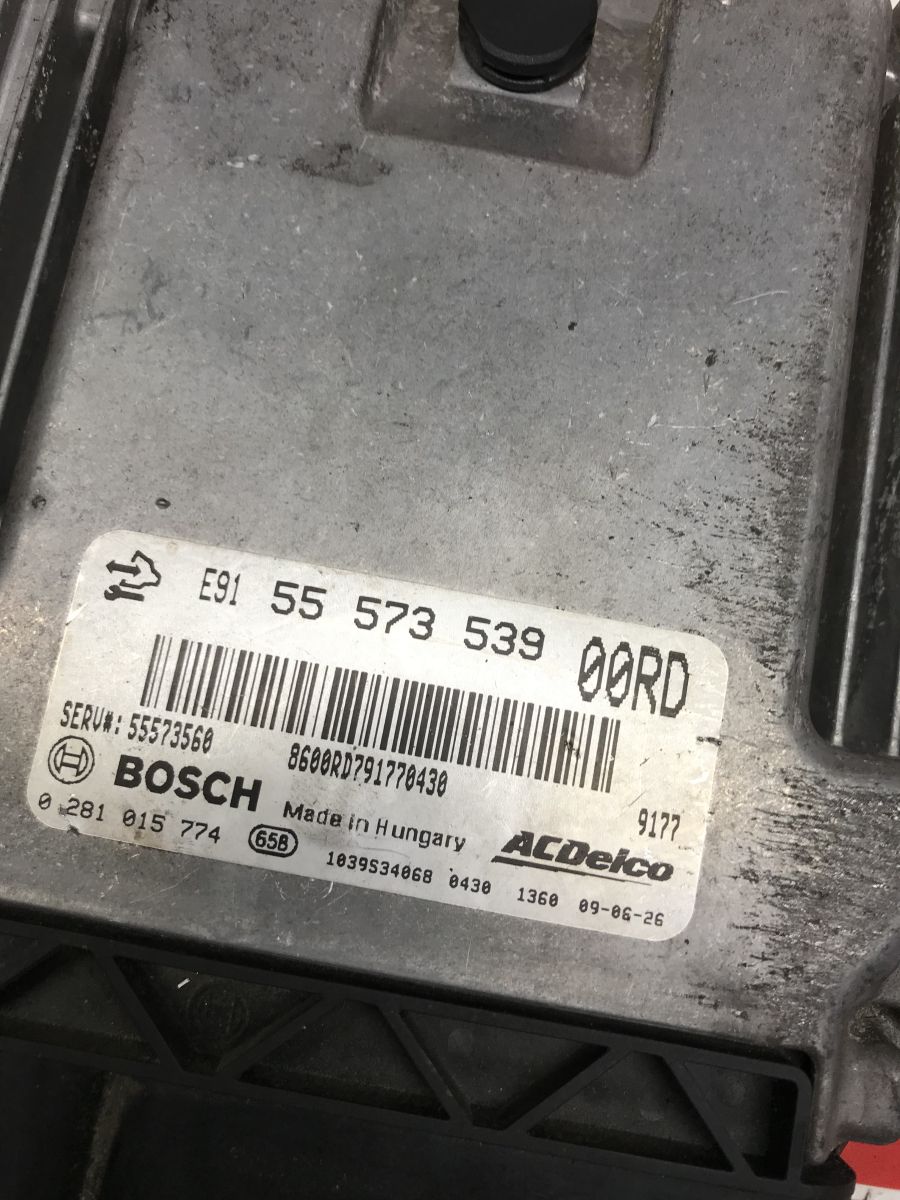 E91 55 573 539 00RD
SERV#: 55573560
8600RD791770430
9177
BOSCH
Made in Hungary
ACDelco
0 281 015 774
65B
1039S34068 0430 1360 09-06-26